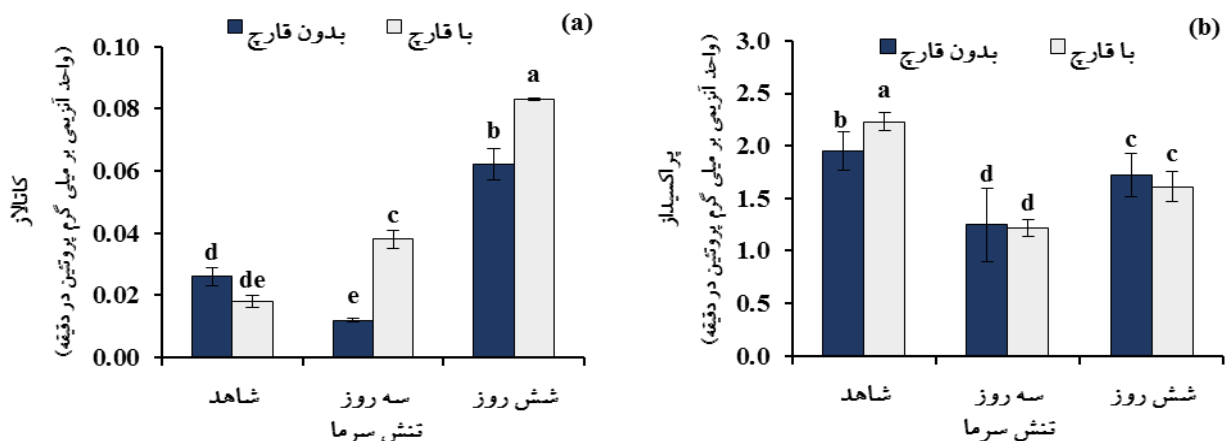 (a)
بدون قارچ
با قارچ
کاتالاز
(واحد آنزیمی بر میلی گرم پروتئین در دقیقه)
0.10
0.08
0.06
0.04
0.02
0.00
d
de
e
c
b
a
شاهد
سه روز
شش روز
تنش سرما
(b)
بدون قارچ
با قارچ
پراکسیداز
(واحد آنزیمی بر میلی گرم پروتئین در دقیقه)
3.0
2.5
2.0
1.5
1.0
0.5
0.0
b
a
d
d
c
c
شاهد
سه روز
شش روز
تنش سرما